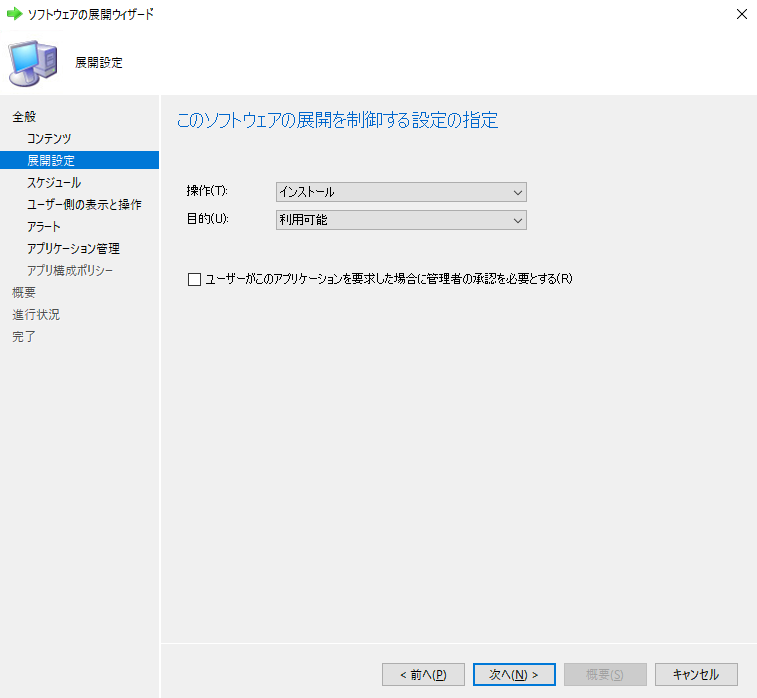 ソフトウェアの展開ウィザード
展開設定
全般
コンテンツ
展開設定
スケジュール
ユーザー側の表示と操作
アラート
アプリケーション管理
アプリ構成ポリシー
概要
進行状況
完了
このソフトウェアの展開を制御する設定の指定
操作(T): インストール
目的(U): 利用可能
ユーザーがこのアプリケーションを要求した場合に管理者の承認を必要とする(R)
< 前へ(P) 次へ(N) > 概要(S) キャンセル